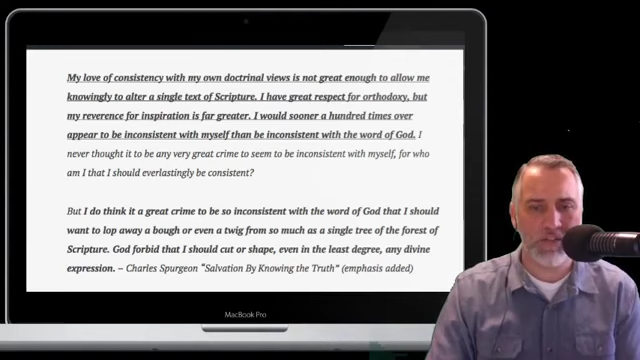 My love of consistency with my own doctrinal views is not great enough to allow me
knowingly to alter a single text of Scripture. I have great respect for orthodoxy, but
my reverence for inspiration is far greater. I would sooner a hundred times over
appear to be inconsistent with myself than be inconsistent with the word of God. I
never thought it to be any very great crime to seem to be inconsistent with myself, for who
am I that I should everlastingly be consistent?
But I do think it a great crime to be so inconsistent with the word of God that I should
want to lop away a bough or even a twig from so much as a single tree of the forest of
Scripture. God forbid that I should cut or shape, even in the least degree, any divine
expression. – Charles Spurgeon “Salvation By Knowing the Truth” (emphasis added)
MacBook Pro